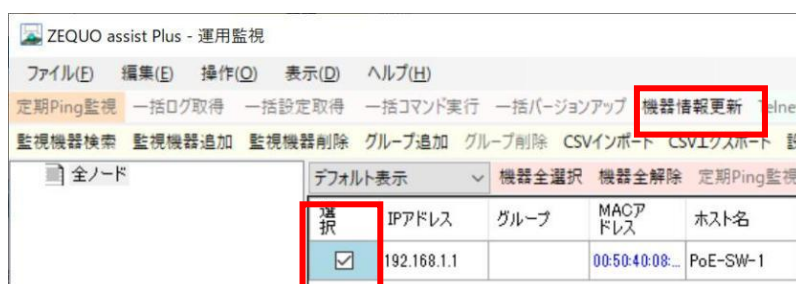 ZEQUO assist Plus - 運用監視
ファイル(F) 編集(E) 操作(O) 表示(D) ヘルプ(H)
定期Ping監視 一括ログ取得 一括設定取得 一括コマンド実行 一括バージョンアップ 機器情報更新 Telne
監視機器検索 監視機器追加 監視機器削除 グループ追加 グループ削除 CSVインポート CSVエクスポート 設
全ノード デフォルト表示 機器全選択 機器全解除 定期Ping監視
選択 IPアドレス グループ MACアドレス ホスト名
192.168.1.1 00:50:40:08:... PoE-SW-1